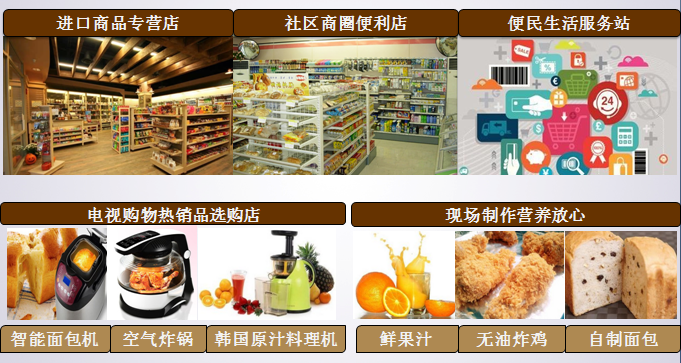 进口商品专营店
社区商圈便利店
便民生活服务站
SALE
24
电视购物热销品选购店
现场制作营养放心
智能面包机
空气炸锅
韩国原汁料理机
鲜果汁
无油炸鸡
自制面包